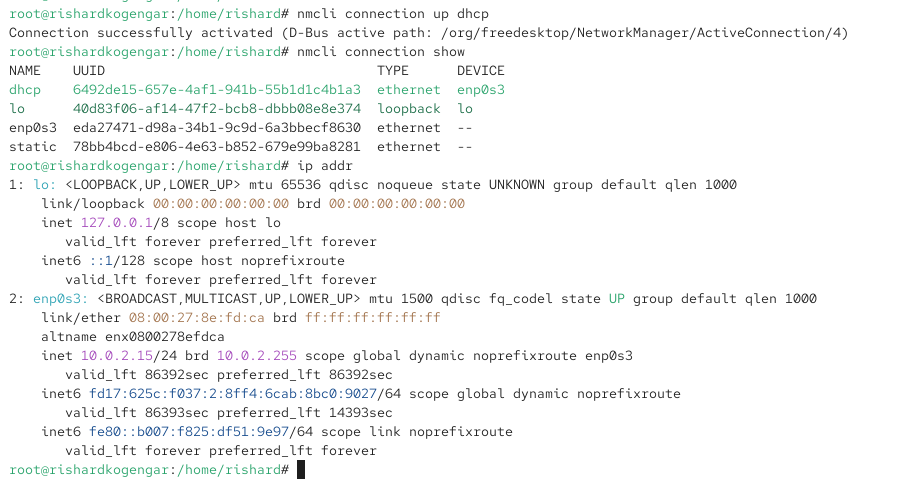 root@rishardkogengar:/home/rishard# nmcli connection up dhcp
Connection successfully activated (D-Bus active path: /org/freedesktop/NetworkManager/ActiveConnection/4)
root@rishardkogengar:/home/rishard# nmcli connection show
NAME    UUID                                  TYPE      DEVICE
dhcp    6492de15-657e-4af1-941b-55b1d1c4b1a3  ethernet  enp0s3
lo      40d83f06-af14-47f2-bcb8-dbbb08e8e374  loopback  lo
enp0s3  eda27471-d98a-34b1-9c9d-6a3bbecf8630  ethernet  --
static  78bb4bcd-e806-4e63-b852-679e99ba8281  ethernet  --
root@rishardkogengar:/home/rishard# ip addr
1: lo: <LOOPBACK,UP,LOWER_UP> mtu 65536 qdisc noqueue state UNKNOWN group default qlen 1000
    link/loopback 00:00:00:00:00:00 brd 00:00:00:00:00:00
    inet 127.0.0.1/8 scope host lo
       valid_lft forever preferred_lft forever
    inet6 ::1/128 scope host noprefixroute
       valid_lft forever preferred_lft forever
2: enp0s3: <BROADCAST,MULTICAST,UP,LOWER_UP> mtu 1500 qdisc fq_codel state UP group default qlen 1000
    link/ether 08:00:27:8e:fd:ca brd ff:ff:ff:ff:ff:ff
    altname enx0800278efdca
    inet 10.0.2.15/24 brd 10.0.2.255 scope global dynamic noprefixroute enp0s3
       valid_lft 86392sec preferred_lft 86392sec
    inet6 fd17:625c:f037:2:8ff4:6cab:8bc0:9027/64 scope global dynamic noprefixroute
       valid_lft 86393sec preferred_lft 14393sec
    inet6 fe80::b007:f825:df51:9e97/64 scope link noprefixroute
       valid_lft forever preferred_lft forever
root@rishardkogengar:/home/rishard#